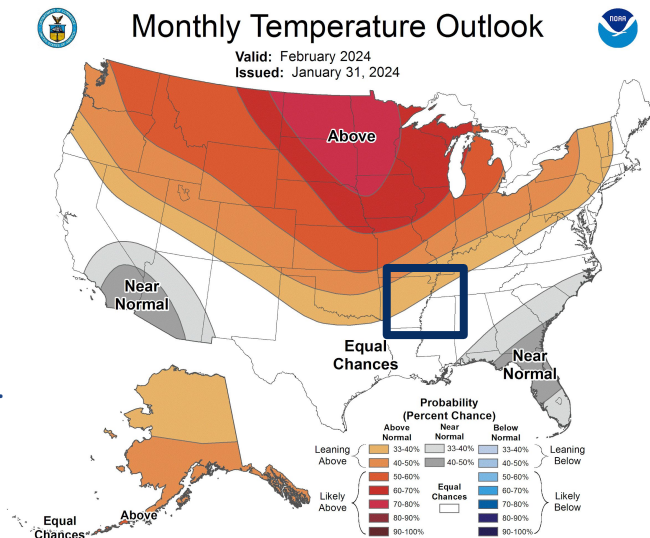 Monthly Temperature Outlook
NOAA
Valid: February 2024
Issued: January 31, 2024
Above
Near
Normal
Equal
Chances
Near
Normal
Above
Equal
Chances
Probability
(Percent Chance)
Above
Normal
Near
Normal
Below
Normal
Leaning
Above
33-40%
33-40%
33-40%
Leaning
Below
40-50%
40-50%
40-50%
Likely
Above
50-60%
60-70%
70-80%
80-90%
90-100%
Equal
Chances
50-60%
60-70%
70-80%
80-90%
90-100%
Likely
Below